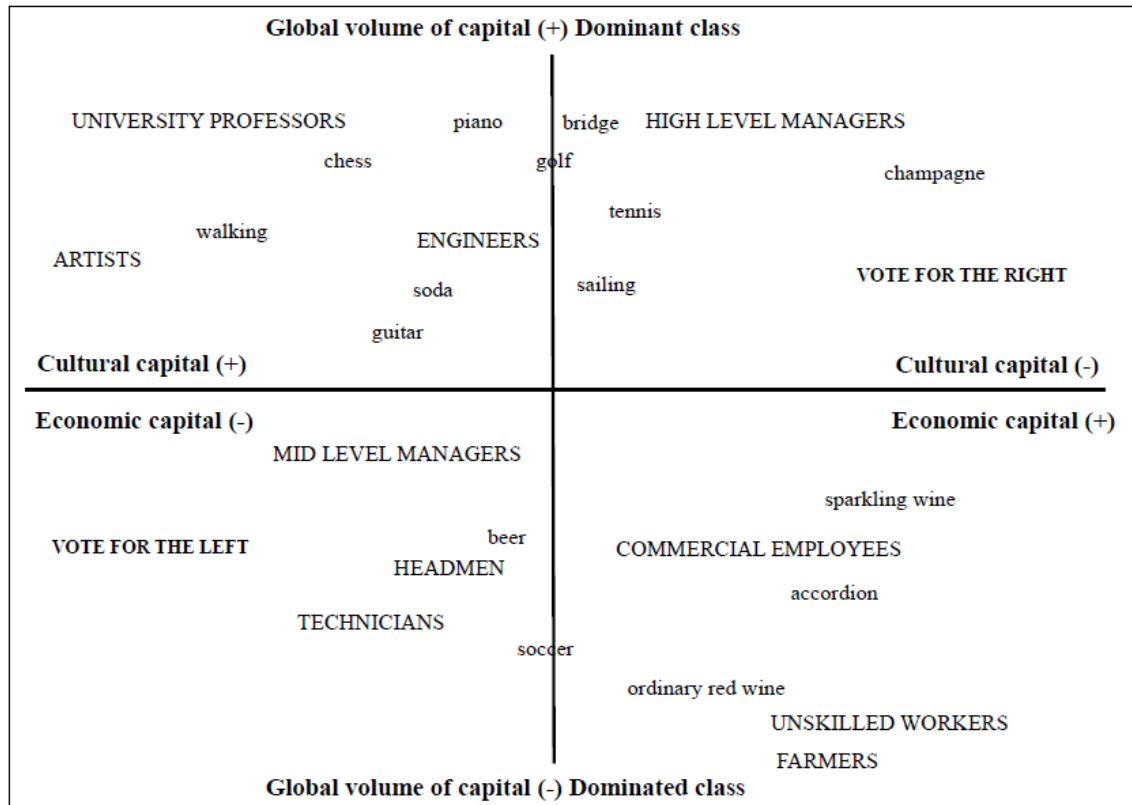 Global volume of capital (+) Dominant class
UNIVERSITY PROFESSORS
piano
bridge
HIGH LEVEL MANAGERS
chess
golf
champagne
tennis
walking
ENGINEERS
ARTISTS
VOTE FOR THE RIGHT
soda
sailing
guitar
Cultural capital (+)
Cultural capital (-)
Economic capital (-)
Economic capital (+)
MID LEVEL MANAGERS
sparkling wine
VOTE FOR THE LEFT
beer
COMMERCIAL EMPLOYEES
HEADMEN
accordion
TECHNICIANS
soccer
ordinary red wine
UNSKILLED WORKERS
FARMERS
Global volume of capital (-) Dominated class